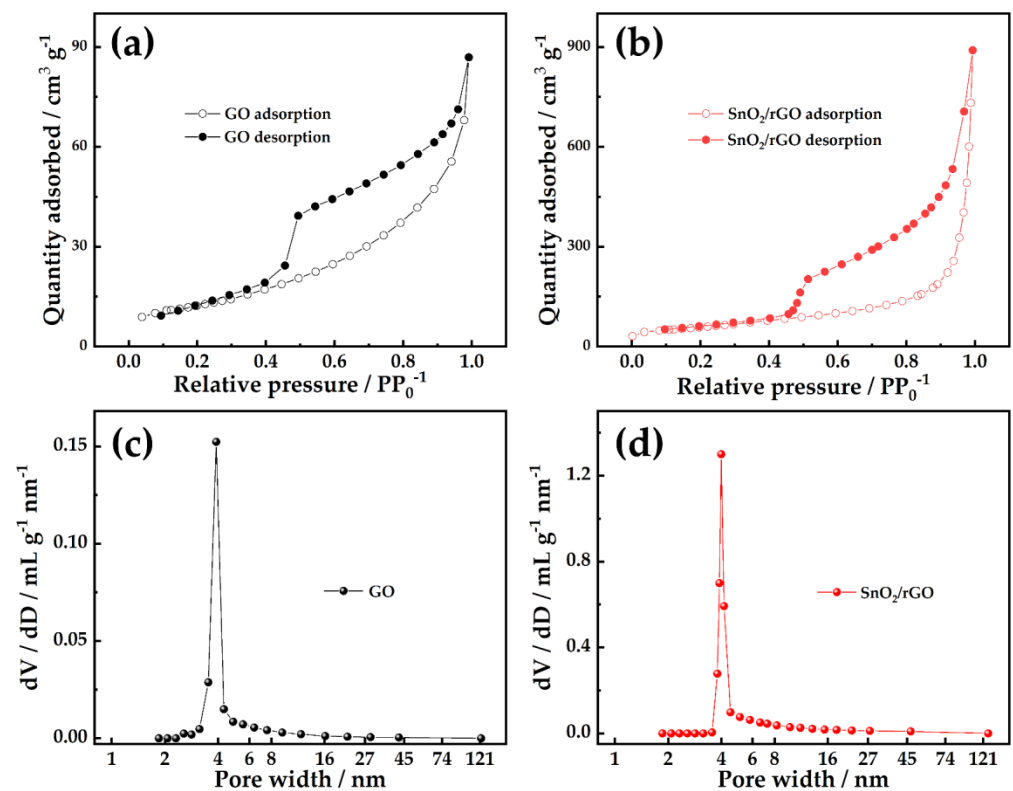 (a)
Quantity adsorbed / cm³ g⁻¹
90
60
30
0
GO adsorption
GO desorption
0.0 0.2 0.4 0.6 0.8 1.0
Relative pressure / PP₀⁻¹
(b)
Quantity adsorbed / cm³ g⁻¹
900
600
300
0
SnO₂/rGO adsorption
SnO₂/rGO desorption
0.0 0.2 0.4 0.6 0.8 1.0
Relative pressure / PP₀⁻¹
(c)
dV / dD / mL g⁻¹ nm⁻¹
0.15
0.10
0.05
0.00
GO
1 2 4 6 8 16 27 45 74 121
Pore width / nm
(d)
dV / dD / mL g⁻¹ nm⁻¹
1.2
0.8
0.4
0.0
SnO₂/rGO
1 2 4 6 8 16 27 45 74 121
Pore width / nm